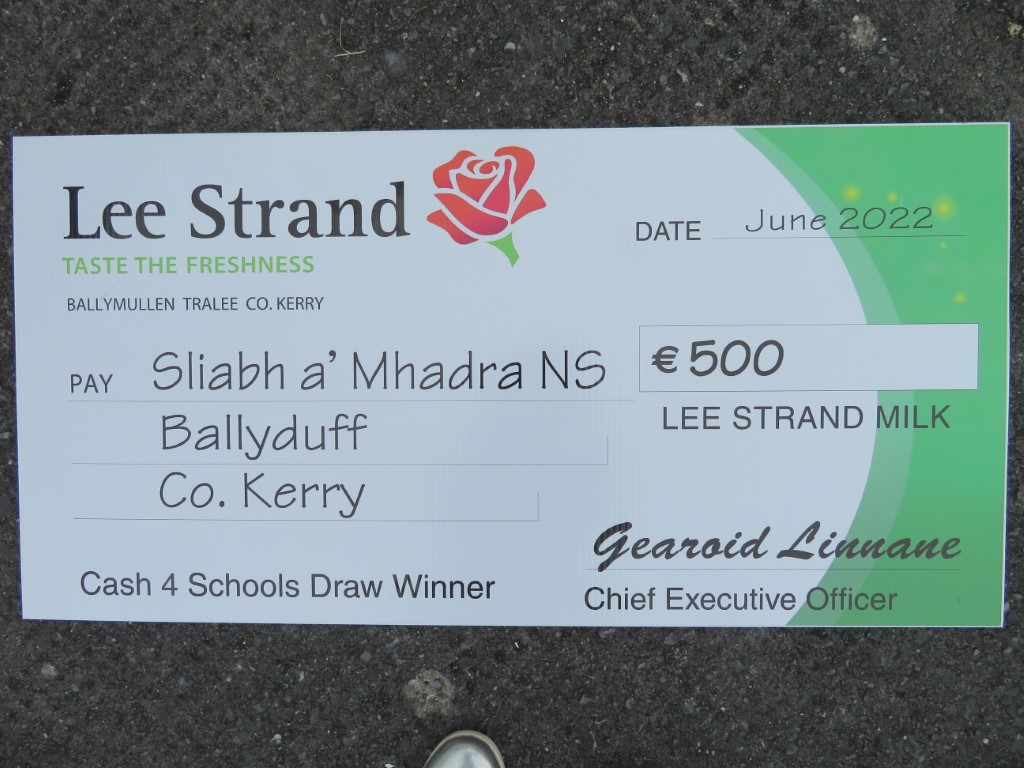 Lee Strand
TASTE THE FRESHNESS
BALLYMULLEN TRALEE CO. KERRY
DATE June 2022
PAY Sliabh a' Mhadra NS
€500
LEE STRAND MILK
Ballyduff
Co. Kerry
Gearoid Linnane
Cash 4 Schools Draw Winner
Chief Executive Officer